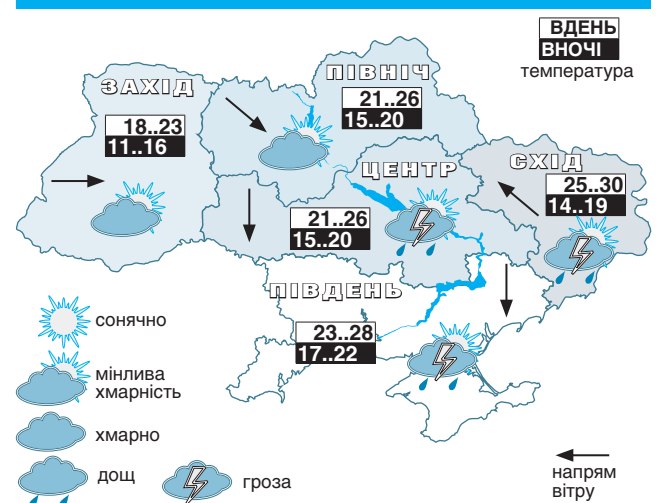 ВДЕНЬ
ВНОЧІ
температура
ПІВНІЧ
21..26
15..20
ЗАХІД
18..23
11..16
ЦЕНТР
21..26
15..20
СХІД
25..30
14..19
ПІВДЕНЬ
23..28
17..22
сонячно
мінлива
хмарність
хмарно
дощ
гроза
напрям
вітру